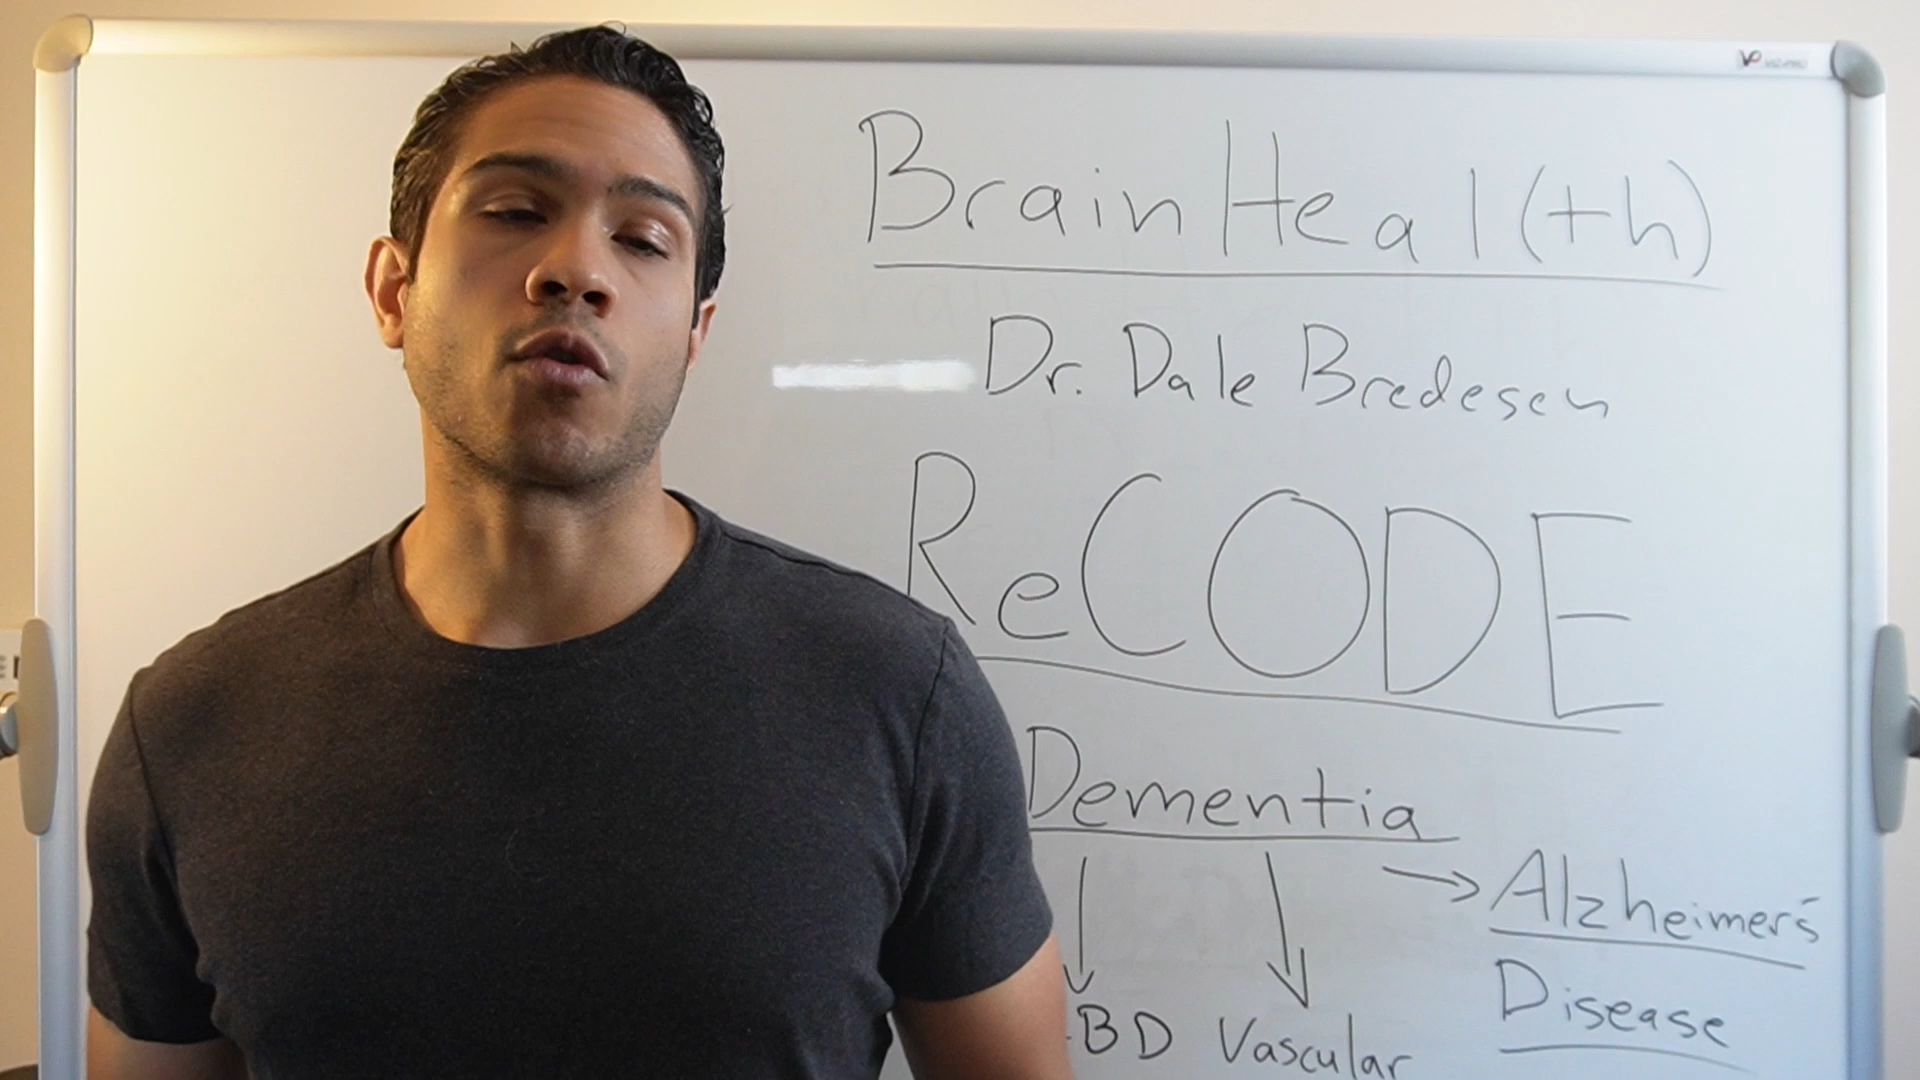 BrainHeal(th)
Dr. Dale Bredesen
ReCODE
Dementia
Alzheimer's
Disease
BD Vascular